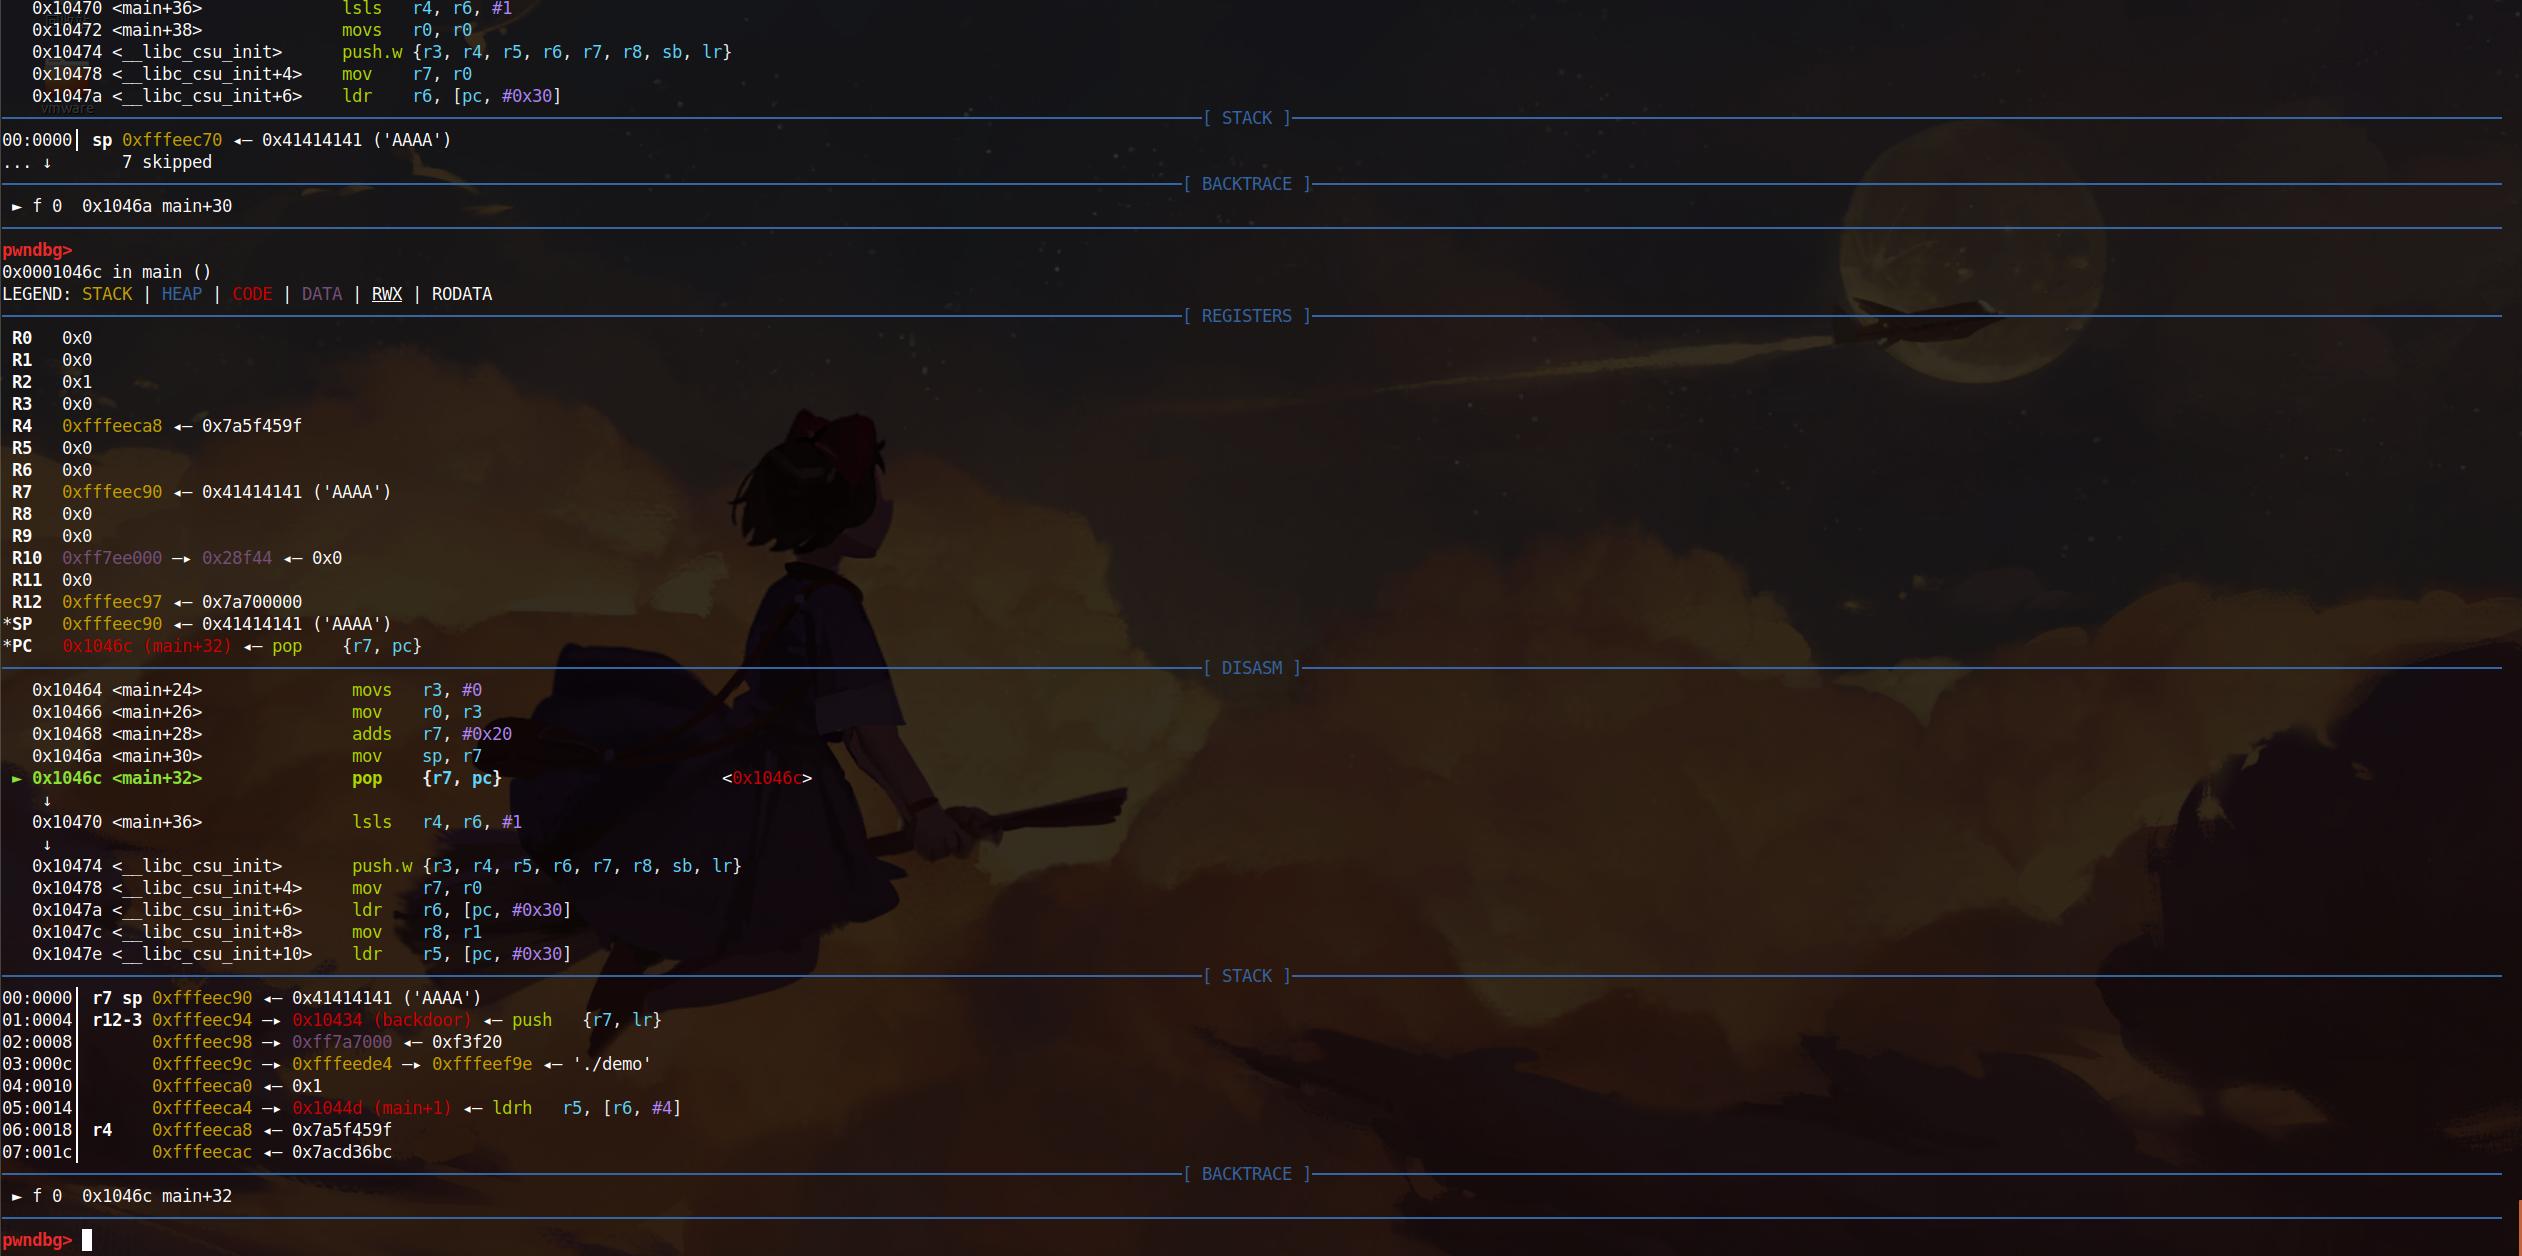 0x10470 <main+36> lsls r4, r6, #1
0x10472 <main+38> movs r0, r0
0x10474 <__libc_csu_init> push.w {r3, r4, r5, r6, r7, r8, sb, lr}
0x10478 <__libc_csu_init+4> mov r7, r0
0x1047a <__libc_csu_init+6> ldr r6, [pc, #0x30]
vmware
[ STACK ]
00:0000│ sp 0xfffeec70 ◂— 0x41414141 ('AAAA')
... ↓ 7 skipped
[ BACKTRACE ]
► f 0 0x1046a main+30
pwndbg>
0x0001046c in main ()
LEGEND: STACK | HEAP | CODE | DATA | RWX | RODATA
[ REGISTERS ]
R0 0x0
R1 0x0
R2 0x1
R3 0x0
R4 0xfffeeca8 ◂— 0x7a5f459f
R5 0x0
R6 0x0
R7 0xfffeec90 ◂— 0x41414141 ('AAAA')
R8 0x0
R9 0x0
R10 0xff7ee000 —▸ 0x28f44 ◂— 0x0
R11 0x0
R12 0xfffeec97 ◂— 0x7a700000
*SP 0xfffeec90 ◂— 0x41414141 ('AAAA')
*PC 0x1046c (main+32) ◂— pop {r7, pc}
[ DISASM ]
0x10464 <main+24> movs r3, #0
0x10466 <main+26> mov r0, r3
0x10468 <main+28> adds r7, #0x20
0x1046a <main+30> mov sp, r7
► 0x1046c <main+32> pop {r7, pc} <0x1046c>
↓
0x10470 <main+36> lsls r4, r6, #1
↓
0x10474 <__libc_csu_init> push.w {r3, r4, r5, r6, r7, r8, sb, lr}
0x10478 <__libc_csu_init+4> mov r7, r0
0x1047a <__libc_csu_init+6> ldr r6, [pc, #0x30]
0x1047c <__libc_csu_init+8> mov r8, r1
0x1047e <__libc_csu_init+10> ldr r5, [pc, #0x30]
[ STACK ]
00:0000│ r7 sp 0xfffeec90 ◂— 0x41414141 ('AAAA')
01:0004│ r12-3 0xfffeec94 —▸ 0x10434 (backdoor) ◂— push {r7, lr}
02:0008│ 0xfffeec98 —▸ 0xff7a7000 ◂— 0xf3f20
03:000c│ 0xfffeec9c —▸ 0xfffeede4 —▸ 0xfffeef9e ◂— './demo'
04:0010│ 0xfffeeca0 ◂— 0x1
05:0014│ 0xfffeeca4 —▸ 0x1044d (main+1) ◂— ldrh r5, [r6, #4]
06:0018│ r4 0xfffeeca8 ◂— 0x7a5f459f
07:001c│ 0xfffeecac ◂— 0x7acd36bc
[ BACKTRACE ]
► f 0 0x1046c main+32
pwndbg>